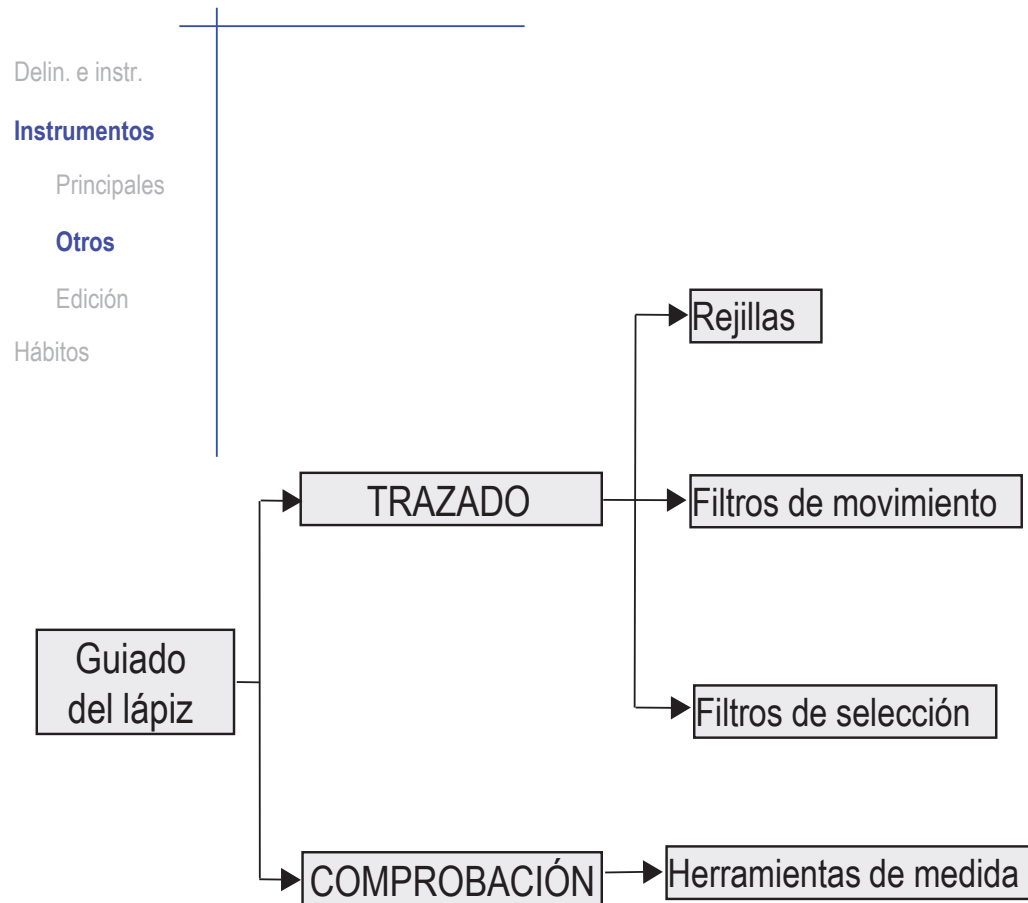 Delin. e instr.
Instrumentos
Principales
Otros
Edición
Hábitos
Rejillas
TRAZADO
Filtros de movimiento
Guiado
del lápiz
Filtros de selección
COMPROBACIÓN
Herramientas de medida